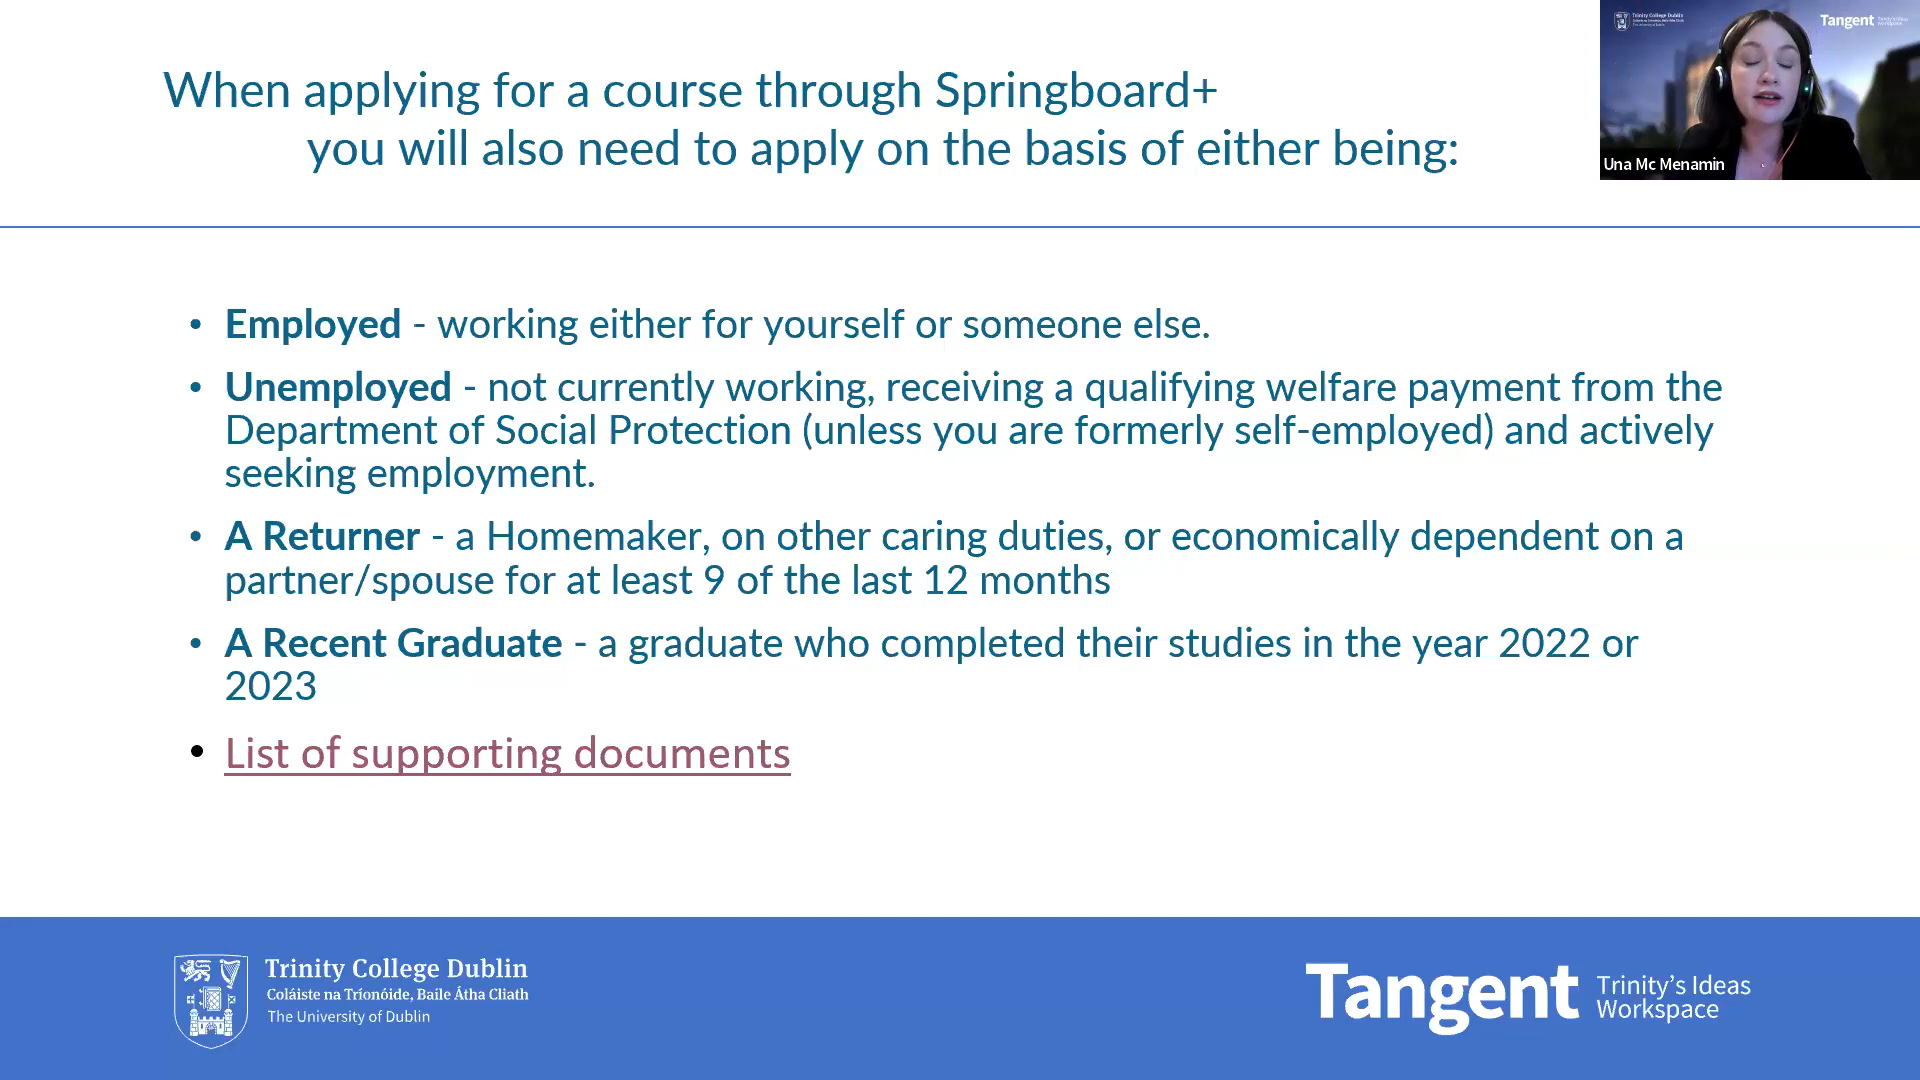 When applying for a course through Springboard+
you will also need to apply on the basis of either being:
Trinity College Dublin
Tangent
Una Mc Menamin
• Employed - working either for yourself or someone else.
• Unemployed - not currently working, receiving a qualifying welfare payment from the
Department of Social Protection (unless you are formerly self-employed) and actively
seeking employment.
• A Returner - a Homemaker, on other caring duties, or economically dependent on a
partner/spouse for at least 9 of the last 12 months
• A Recent Graduate - a graduate who completed their studies in the year 2022 or
2023
• List of supporting documents
Trinity College Dublin
Coláiste na Tríonóide, Baile Átha Cliath
The University of Dublin
Tangent
Trinity's Ideas
Workspace